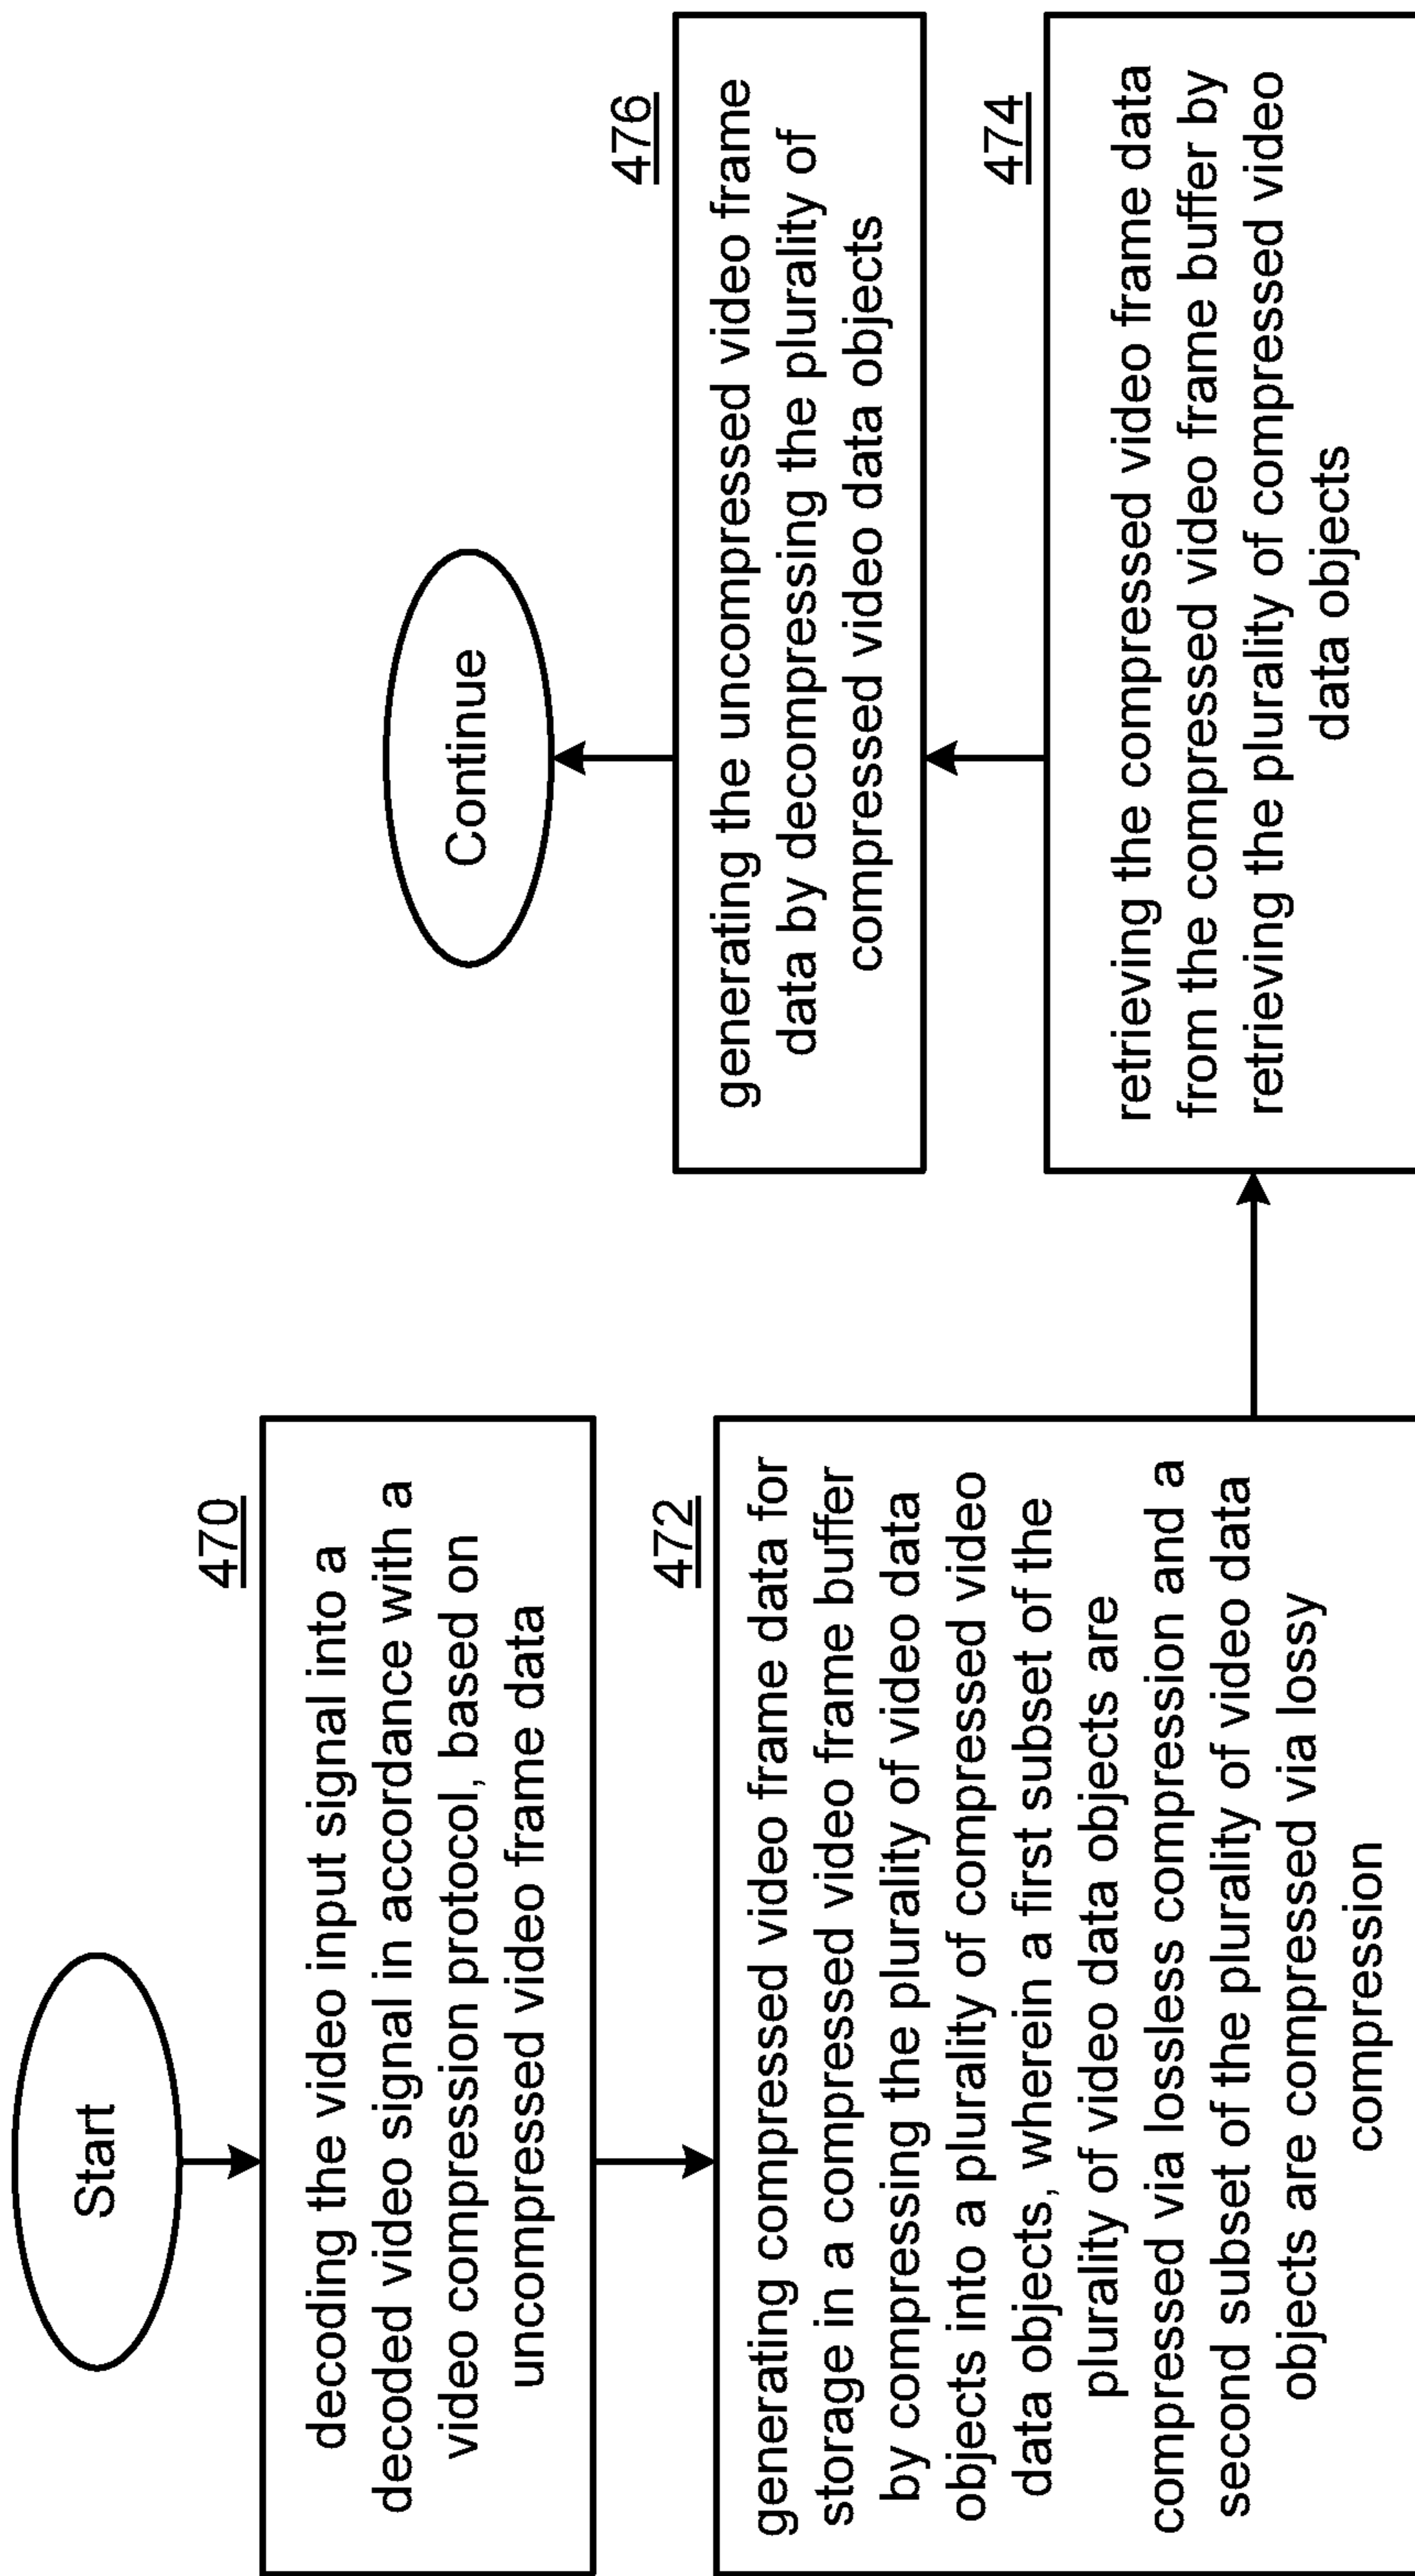 Start
470
decoding the video input signal into a
decoded video signal in accordance with a
video compression protocol, based on
uncompressed video frame data
472
generating compressed video frame data for
storage in a compressed video frame buffer
by compressing the plurality of video data
objects into a plurality of compressed video
data objects, wherein a first subset of the
plurality of video data objects are
compressed via lossless compression and a
second subset of the plurality of video data
objects are compressed via lossy
compression
474
retrieving the compressed video frame data
from the compressed video frame buffer by
retrieving the plurality of compressed video
data objects
476
generating the uncompressed video frame
data by decompressing the plurality of
compressed video data objects
Continue